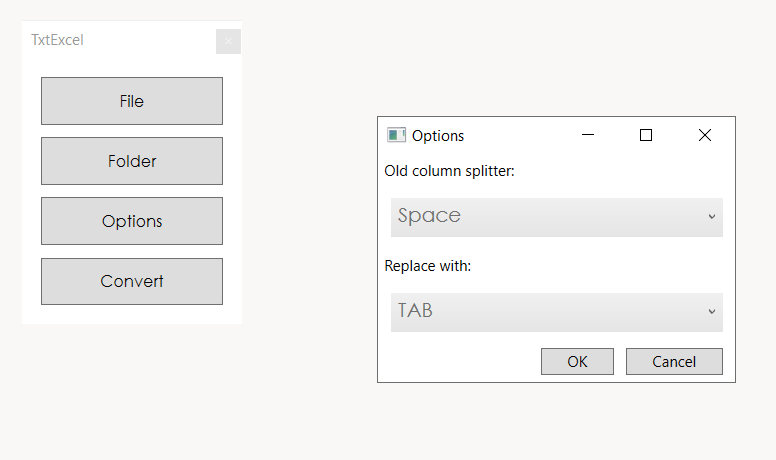 TxtExcel
File
Folder
Options
Convert
Options
Old column splitter:
Space
Replace with:
TAB
OK Cancel